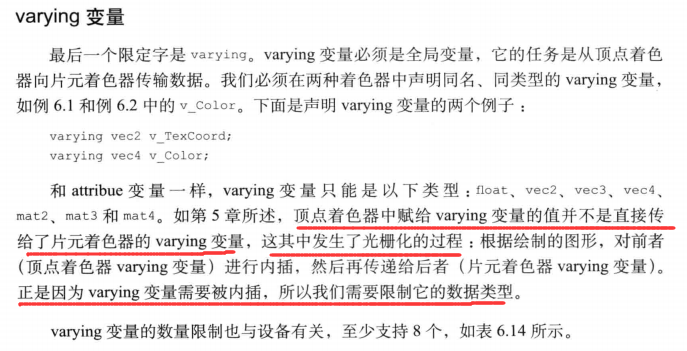 varying 变量
最后一个限定字是 varying。varying 变量必须是全局变量，它的任务是从顶点着色
器向片元着色器传输数据。我们必须在两种着色器中声明同名、同类型的 varying 变量，
如例 6.1 和例 6.2 中的 v_Color。下面是声明 varying 变量的两个例子：
varying vec2 v_TexCoord;
varying vec4 v_Color;
和 attribue 变量一样，varying 变量只能是以下类型：float、vec2、vec3、vec4、
mat2、mat3 和 mat4。如第 5 章所述，顶点着色器中赋给 varying 变量的值并不是直接传
给了片元着色器的 varying 变量，这其中发生了光栅化的过程：根据绘制的图形，对前者
（顶点着色器 varying 变量）进行内插，然后再传递给后者（片元着色器 varying 变量）。
正是因为 varying 变量需要被内插，所以我们需要限制它的数据类型。
varying 变量的数量限制也与设备有关，至少支持 8 个，如表 6.14 所示。